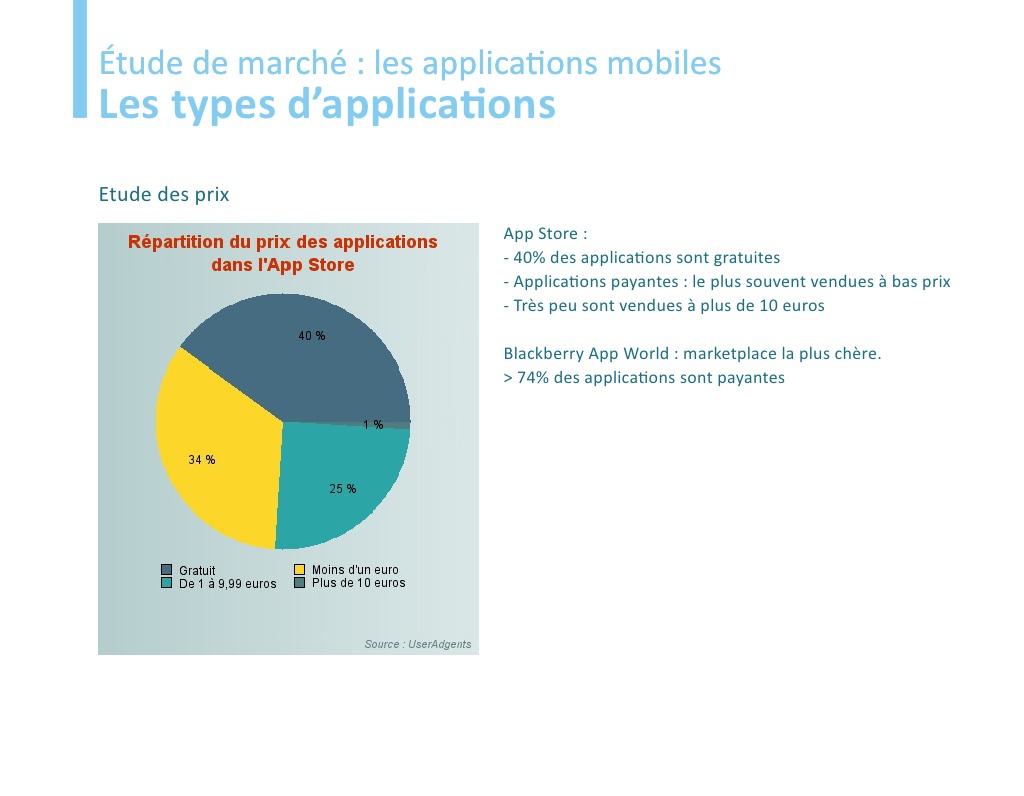 Étude de marché : les applications mobiles
Les types d’applications
Etude des prix
Répartition du prix des applications
dans l'App Store
40 %
1 %
34 %
25 %
Gratuit
Moins d'un euro
De 1 à 9,99 euros
Plus de 10 euros
Source : UserAdgents
App Store :
- 40% des applications sont gratuites
- Applications payantes : le plus souvent vendues à bas prix
- Très peu sont vendues à plus de 10 euros
Blackberry App World : marketplace la plus chère.
> 74% des applications sont payantes